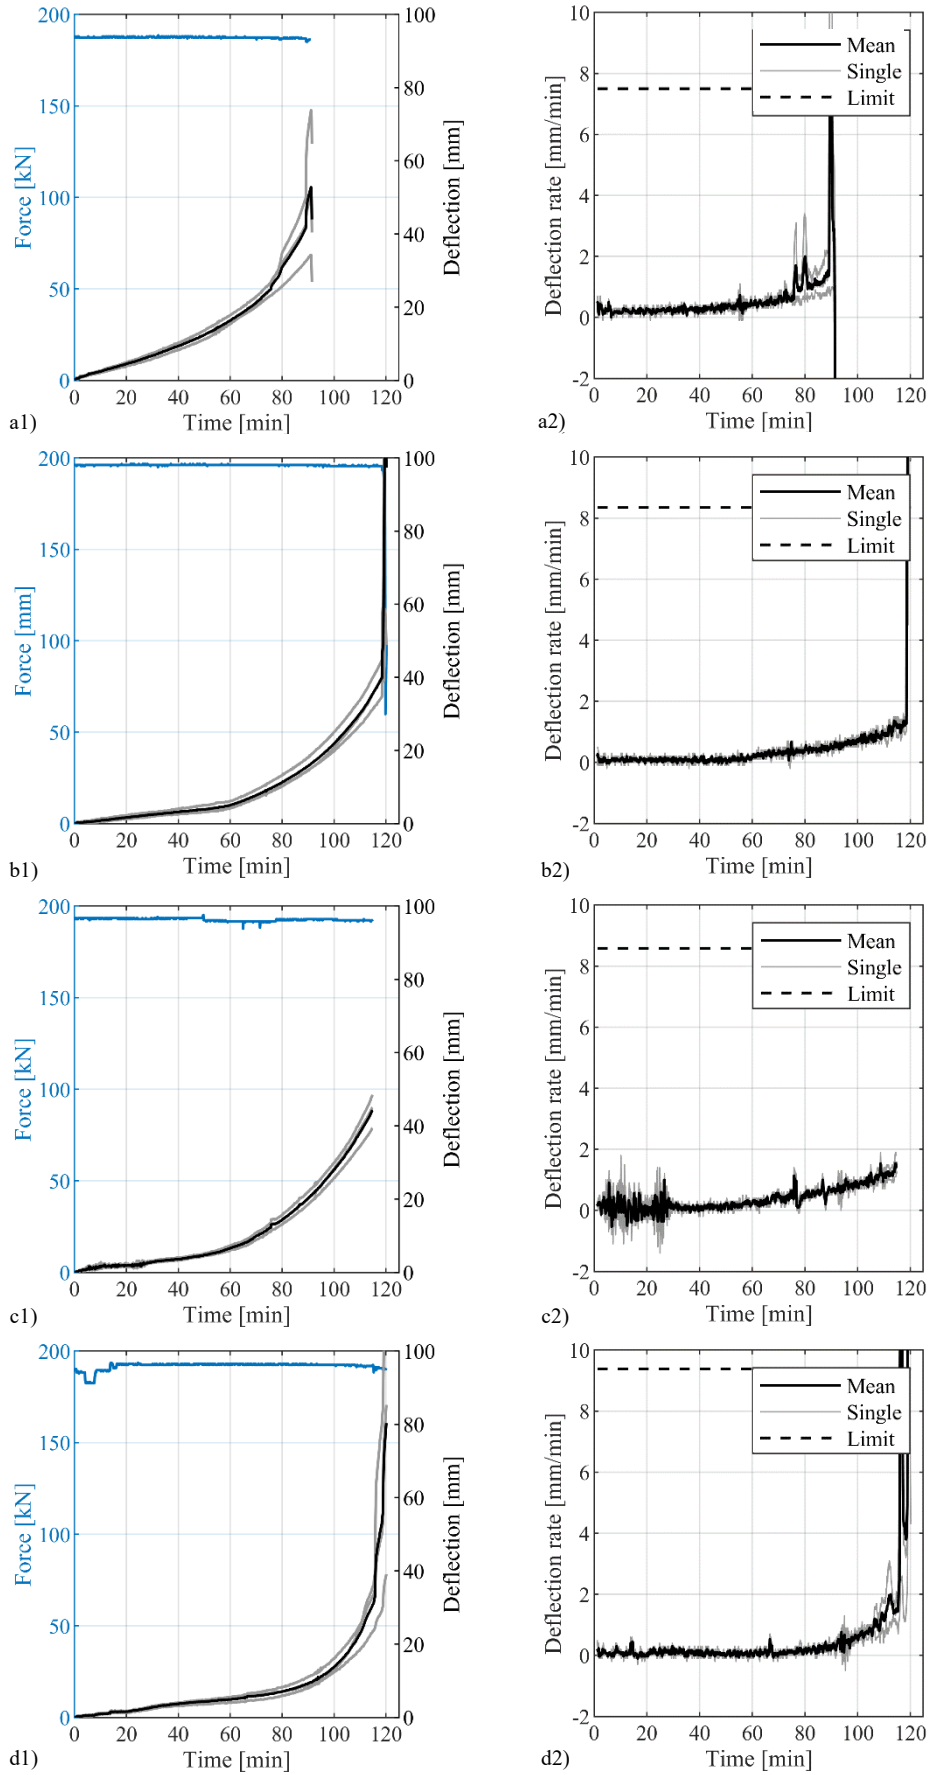 200
150
100
50
0
Force [kN]
100
80
60
40
20
0
Deflection [mm]
0 20 40 60 80 100 120
Time [min]
a1)
10
8
6
4
2
0
-2
Deflection rate [mm/min]
Mean
Single
Limit
0 20 40 60 80 100 120
Time [min]
a2)
200
150
100
50
0
Force [mm]
100
80
60
40
20
0
Deflection [mm]
0 20 40 60 80 100 120
Time [min]
b1)
10
8
6
4
2
0
-2
Deflection rate [mm/min]
Mean
Single
Limit
0 20 40 60 80 100 120
Time [min]
b2)
200
150
100
50
0
Force [kN]
100
80
60
40
20
0
Deflection [mm]
0 20 40 60 80 100 120
Time [min]
c1)
10
8
6
4
2
0
-2
Deflection rate [mm/min]
Mean
Single
Limit
0 20 40 60 80 100 120
Time [min]
c2)
200
150
100
50
0
Force [kN]
100
80
60
40
20
0
Deflection [mm]
0 20 40 60 80 100 120
Time [min]
d1)
10
8
6
4
2
0
-2
Deflection rate [mm/min]
Mean
Single
Limit
0 20 40 60 80 100 120
Time [min]
d2)